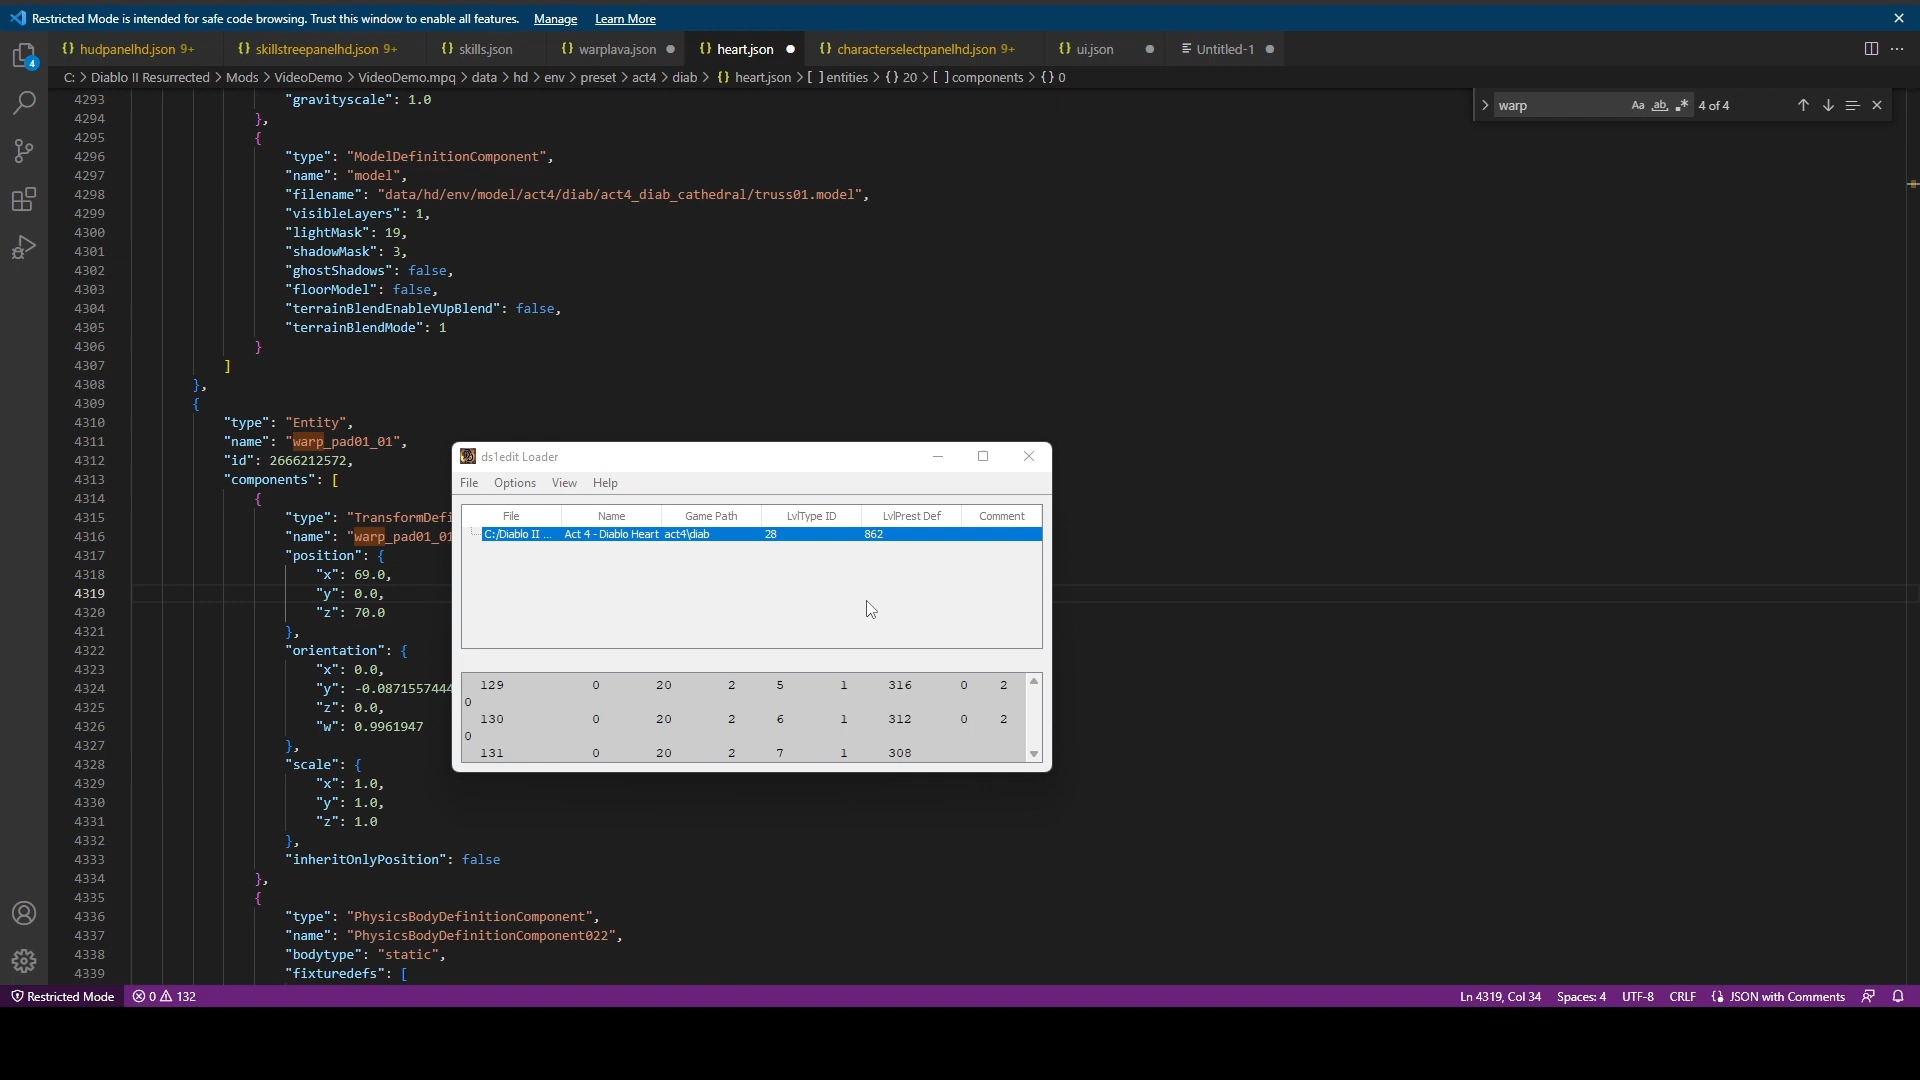 Restricted Mode is intended for safe code browsing. Trust this window to enable all features. Manage Learn More
hudpanelhd.json 9+ skillstreepanelhd.json 9+ skills.json warplava.json heart.json characterselectpanelhd.json 9+ ui.json Untitled-1
C: > Diablo II Resurrected > Mods > VideoDemo > VideoDemo.mpq > data > hd > env > preset > act4 > diab > {} heart.json > [ ] entities > {} 20 > [ ] components > {} 0
warp Aa ab 4 of 4
4
4293 "gravityscale": 1.0
4294 },
4295 {
4296 "type": "ModelDefinitionComponent",
4297 "name": "model",
4298 "filename": "data/hd/env/model/act4/diab/act4_diab_cathedral/truss01.model",
4299 "visibleLayers": 1,
4300 "lightMask": 19,
4301 "shadowMask": 3,
4302 "ghostShadows": false,
4303 "floorModel": false,
4304 "terrainBlendEnableYUpBlend": false,
4305 "terrainBlendMode": 1
4306 }
4307 ]
4308 },
4309 {
4310 "type": "Entity",
4311 "name": "warp_pad01_01",
4312 "id": 2666212572,
4313 "components": [
4314 {
4315 "type": "TransformDefi
4316 "name": "warp_pad01_01
4317 "position": {
4318 "x": 69.0,
4319 "y": 0.0,
4320 "z": 70.0
4321 },
4322 "orientation": {
4323 "x": 0.0,
4324 "y": -0.0871557444
4325 "z": 0.0,
4326 "w": 0.9961947
4327 },
4328 "scale": {
4329 "x": 1.0,
4330 "y": 1.0,
4331 "z": 1.0
4332 },
4333 "inheritOnlyPosition": false
4334 },
4335 {
4336 "type": "PhysicsBodyDefinitionComponent",
4337 "name": "PhysicsBodyDefinitionComponent022",
4338 "bodytype": "static",
4339 "fixturedefs": [
ds1edit Loader
File Options View Help
File Name Game Path LvlType ID LvlPrest Def Comment
C:/Diablo II ... Act 4 - Diablo Heart act4\diab 28 862
129 0 20 2 5 1 316 0 2
0
130 0 20 2 6 1 312 0 2
0
131 0 20 2 7 1 308
Restricted Mode 0 132 Ln 4319, Col 34 Spaces: 4 UTF-8 CRLF {} JSON with Comments